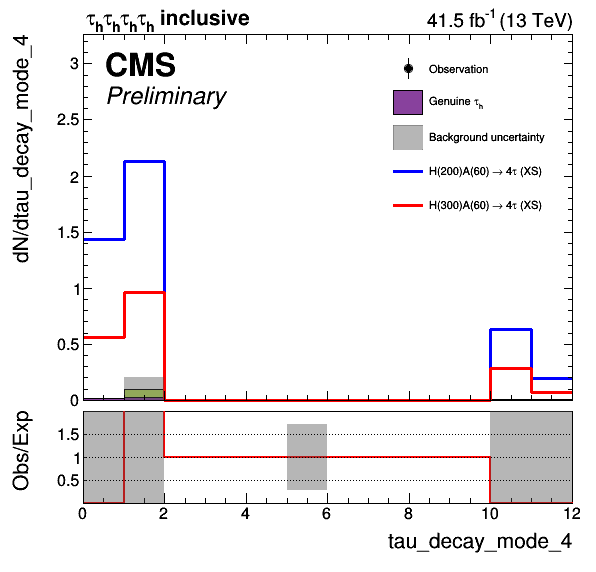 τₕτₕτₕτₕ inclusive
41.5 fb⁻¹ (13 TeV)
CMS
Preliminary
Observation
Genuine τₕ
Background uncertainty
H(200)A(60) → 4τ (XS)
H(300)A(60) → 4τ (XS)
dN/dtau_decay_mode_4
3
2.5
2
1.5
1
0.5
0
Obs/Exp
1.5
1
0.5
0 2 4 6 8 10 12
tau_decay_mode_4